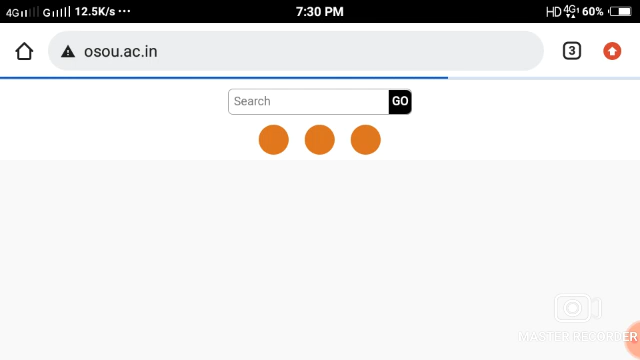 4G G 12.5K/s ... 7:30 PM HD 4G 60%
osou.ac.in 3
Search GO
MASTER RECORDER